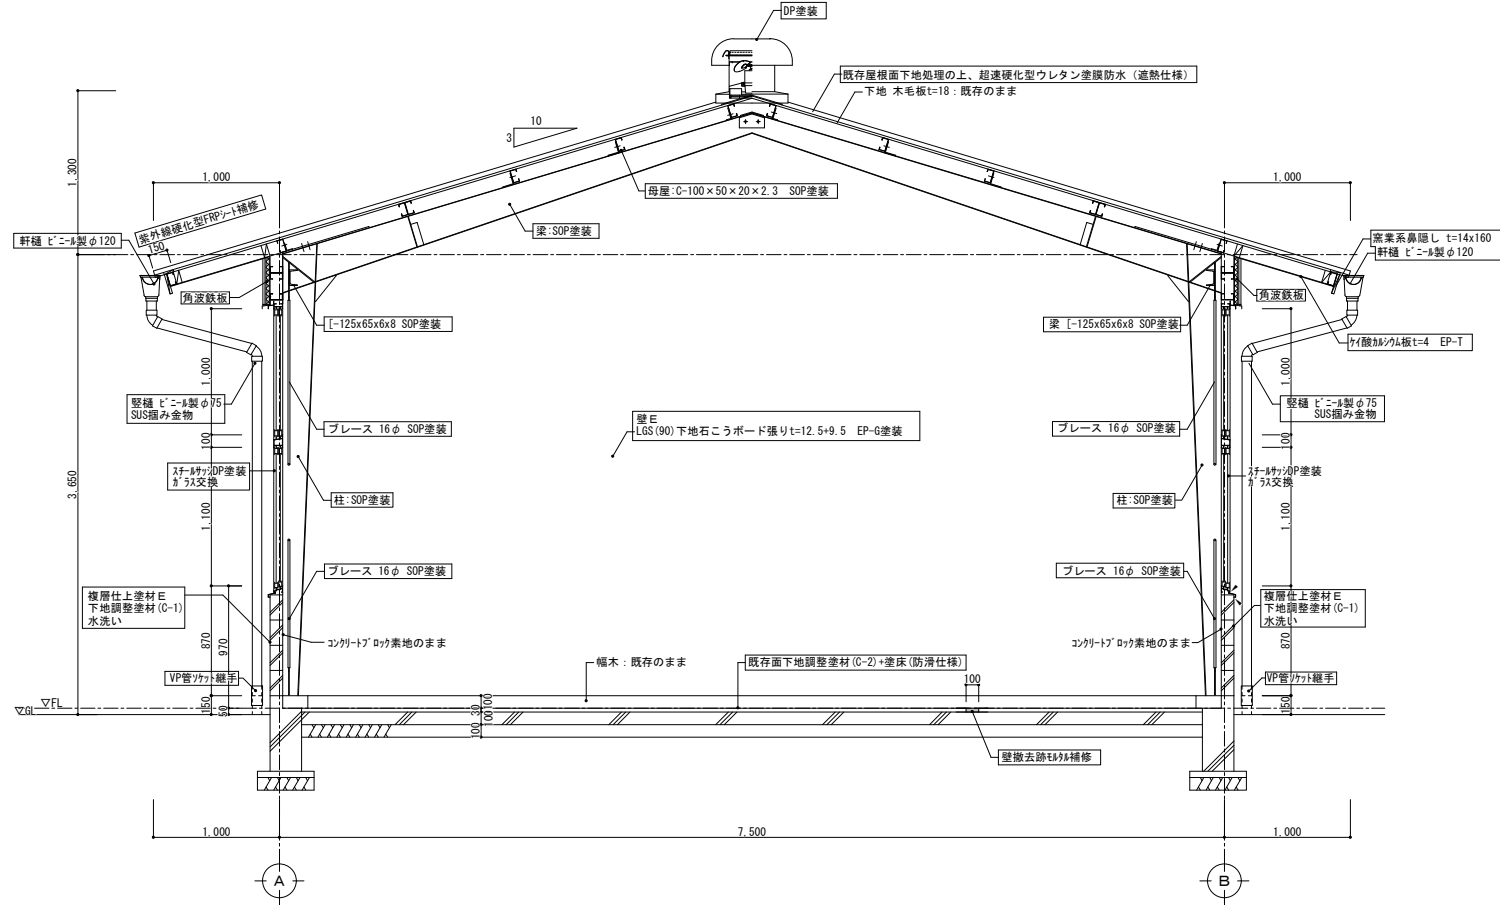 DP塗装
既存屋根面下地処理の上、超速硬化型ウレタン塗膜防水（遮熱仕様）
下地 木毛板t=18：既存のまま
10
3
1,300
1,000
1,000
母屋:C-100×50×20×2.3 SOP塗装
紫外線硬化型FRPシート補修
150
梁:SOP塗装
軒樋 ビニール製φ120
窯業系鼻隠し t=14x160
軒樋 ビニール製φ120
角波鉄板
角波鉄板
[-125x65x6x8 SOP塗装
梁 [-125x65x6x8 SOP塗装
ケイ酸カルシウム板t=4 EP-T
1,000
1,000
竪樋 ビニール製φ75
SUS掴み金物
竪樋 ビニール製φ75
SUS掴み金物
壁E
LGS(90)下地石こうボード張りt=12.5+9.5 EP-G塗装
ブレース 16φ SOP塗装
ブレース 16φ SOP塗装
100
100
3,650
スチールサッシDP塗装
ガラス交換
スチールサッシDP塗装
ガラス交換
柱:SOP塗装
柱:SOP塗装
1,100
1,100
ブレース 16φ SOP塗装
ブレース 16φ SOP塗装
複層仕上塗材E
下地調整塗材(C-1)
水洗い
複層仕上塗材E
下地調整塗材(C-1)
水洗い
870
970
870
コンクリートブロック素地のまま
コンクリートブロック素地のまま
幅木：既存のまま
既存面下地調整塗材(C-2)+塗床(防滑仕様)
VP管ソケット継手
VP管ソケット継手
100
▽FL
▽GL
150
50
100
30
100
100
150
壁撤去跡モルタル補修
1,000
7,500
1,000
A
B